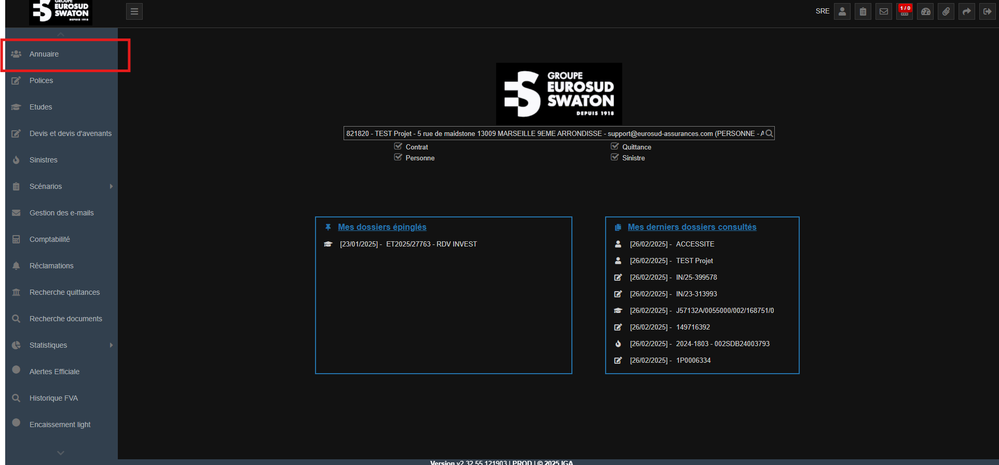 EUROSUD
SWATON
DEPUIS 1918
SRE
1 / 0
Annuaire
Polices
Etudes
Devis et devis d'avenants
Sinistres
Scénarios
Gestion des e-mails
Comptabilité
Réclamations
Recherche quittances
Recherche documents
Statistiques
Alertes Efficiale
Historique FVA
Encaissement light
GROUPE
EUROSUD
SWATON
DEPUIS 1918
821820 - TEST Projet - 5 rue de maidstone 13009 MARSEILLE 9EME ARRONDISSE - support@eurosud-assurances.com (PERSONNE - A
Contrat
Quittance
Personne
Sinistre
Mes dossiers épinglés
[23/01/2025] - ET2025/27763 - RDV INVEST
Mes derniers dossiers consultés
[26/02/2025] - ACCESSITE
[26/02/2025] - TEST Projet
[26/02/2025] - IN/25-399578
[26/02/2025] - IN/23-313993
[26/02/2025] - J57132A/0055000/002/168751/0
[26/02/2025] - 149716392
[26/02/2025] - 2024-1803 - 002SDB24003793
[26/02/2025] - 1P0006334
Version v2.32.55.121903 | PROD | © 2025 IGA